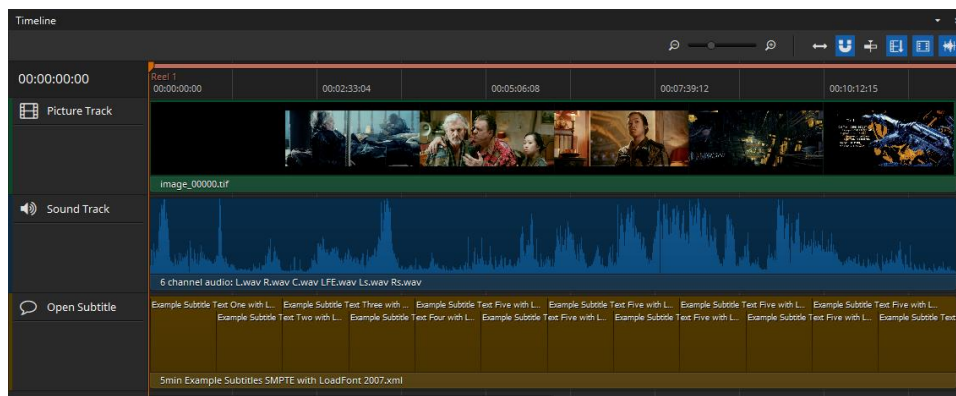 Timeline
00:00:00:00
Reel 1
00:00:00:00 00:02:33:04 00:05:06:08 00:07:39:12 00:10:12:15
Picture Track
image_00000.tif
Sound Track
6 channel audio: L.wav R.wav C.wav LFE.wav Ls.wav Rs.wav
Open Subtitle
Example Subtitle Text One with L... Example Subtitle Text Three with ... Example Subtitle Text Five with L... Example Subtitle Text Five with L... Example Subtitle Text Five with L... Example Subtitle Text Five with L...
Example Subtitle Text Two with L... Example Subtitle Text Four with L... Example Subtitle Text Five with L... Example Subtitle Text Five with L... Example Subtitle Text Five with L... Example Subtitle Text
5min Example Subtitles SMPTE with LoadFont 2007.xml